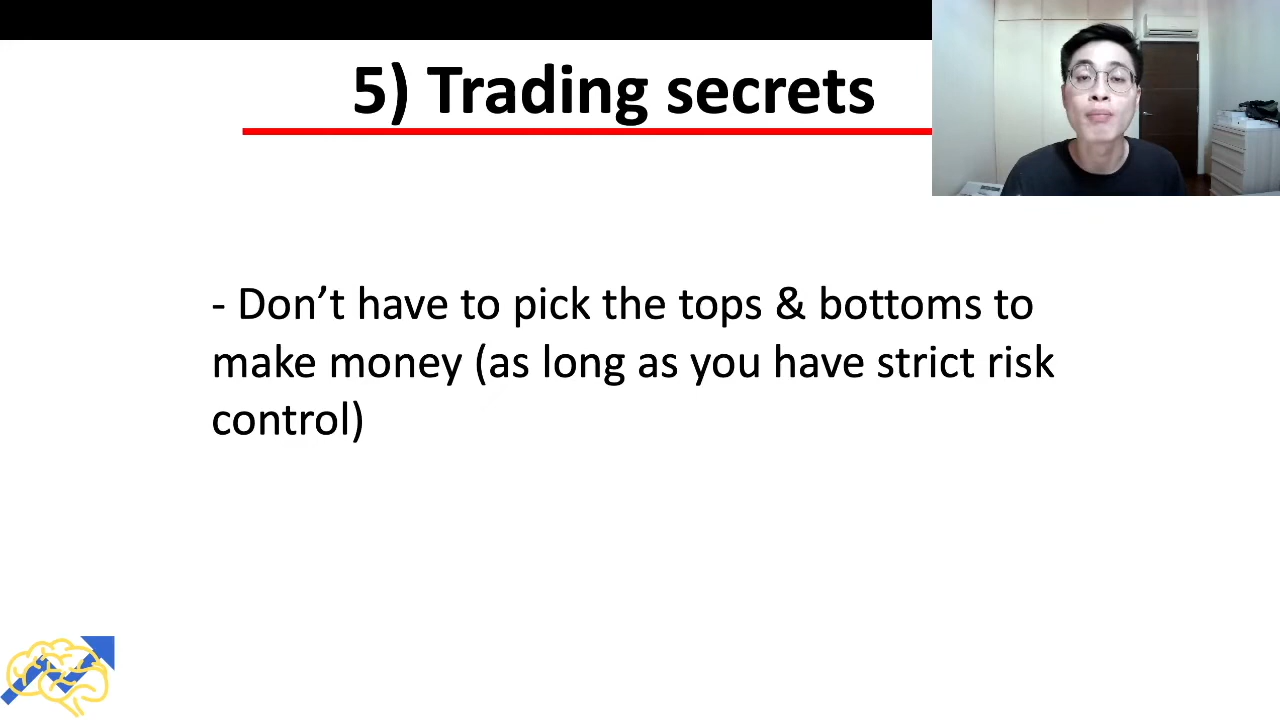 5) Trading secrets
- Don’t have to pick the tops & bottoms to
make money (as long as you have strict risk
control)